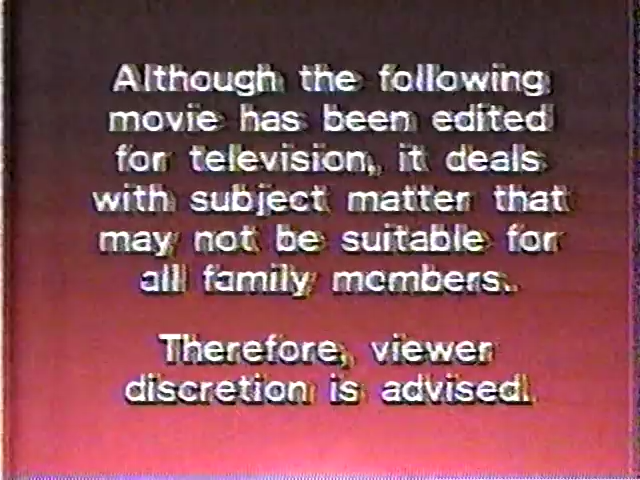 Although the following
movie has been edited
for television, it deals
with subject matter that
may not be suitable for
all family members.
Therefore, viewer
discretion is advised.